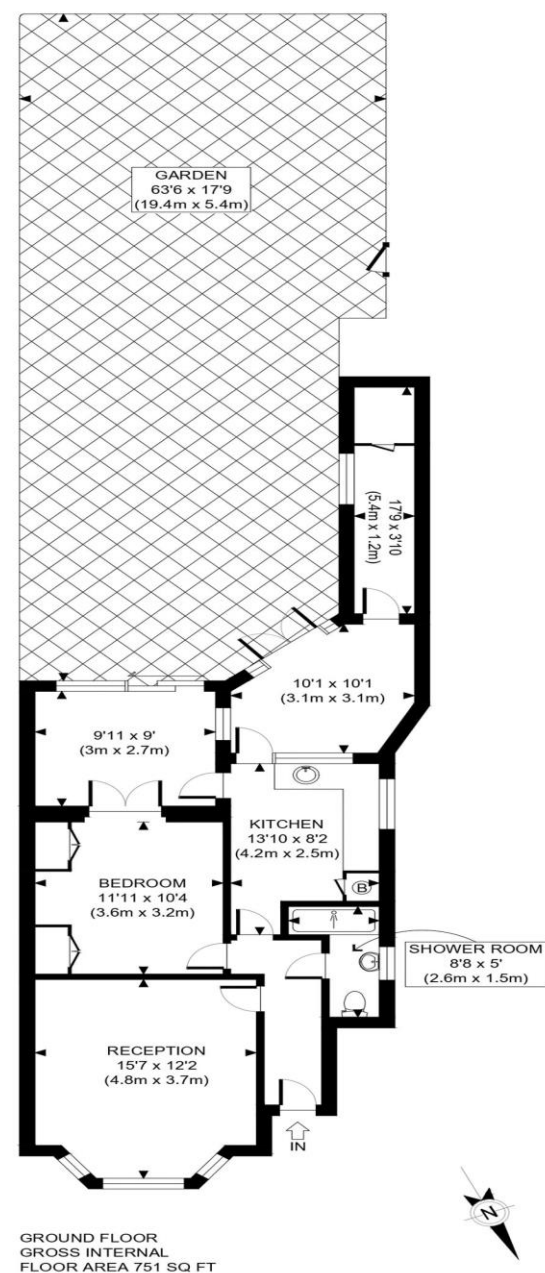 GARDEN
63'6 x 17'9
(19.4m x 5.4m)
17'9 x 3'10
(5.4m x 1.2m)
10'1 x 10'1
(3.1m x 3.1m)
9'11 x 9'
(3m x 2.7m)
KITCHEN
13'10 x 8'2
(4.2m x 2.5m)
B
BEDROOM
11'11 x 10'4
(3.6m x 3.2m)
SHOWER ROOM
8'8 x 5'
(2.6m x 1.5m)
RECEPTION
15'7 x 12'2
(4.8m x 3.7m)
IN
N
GROUND FLOOR
GROSS INTERNAL
FLOOR AREA 751 SQ FT